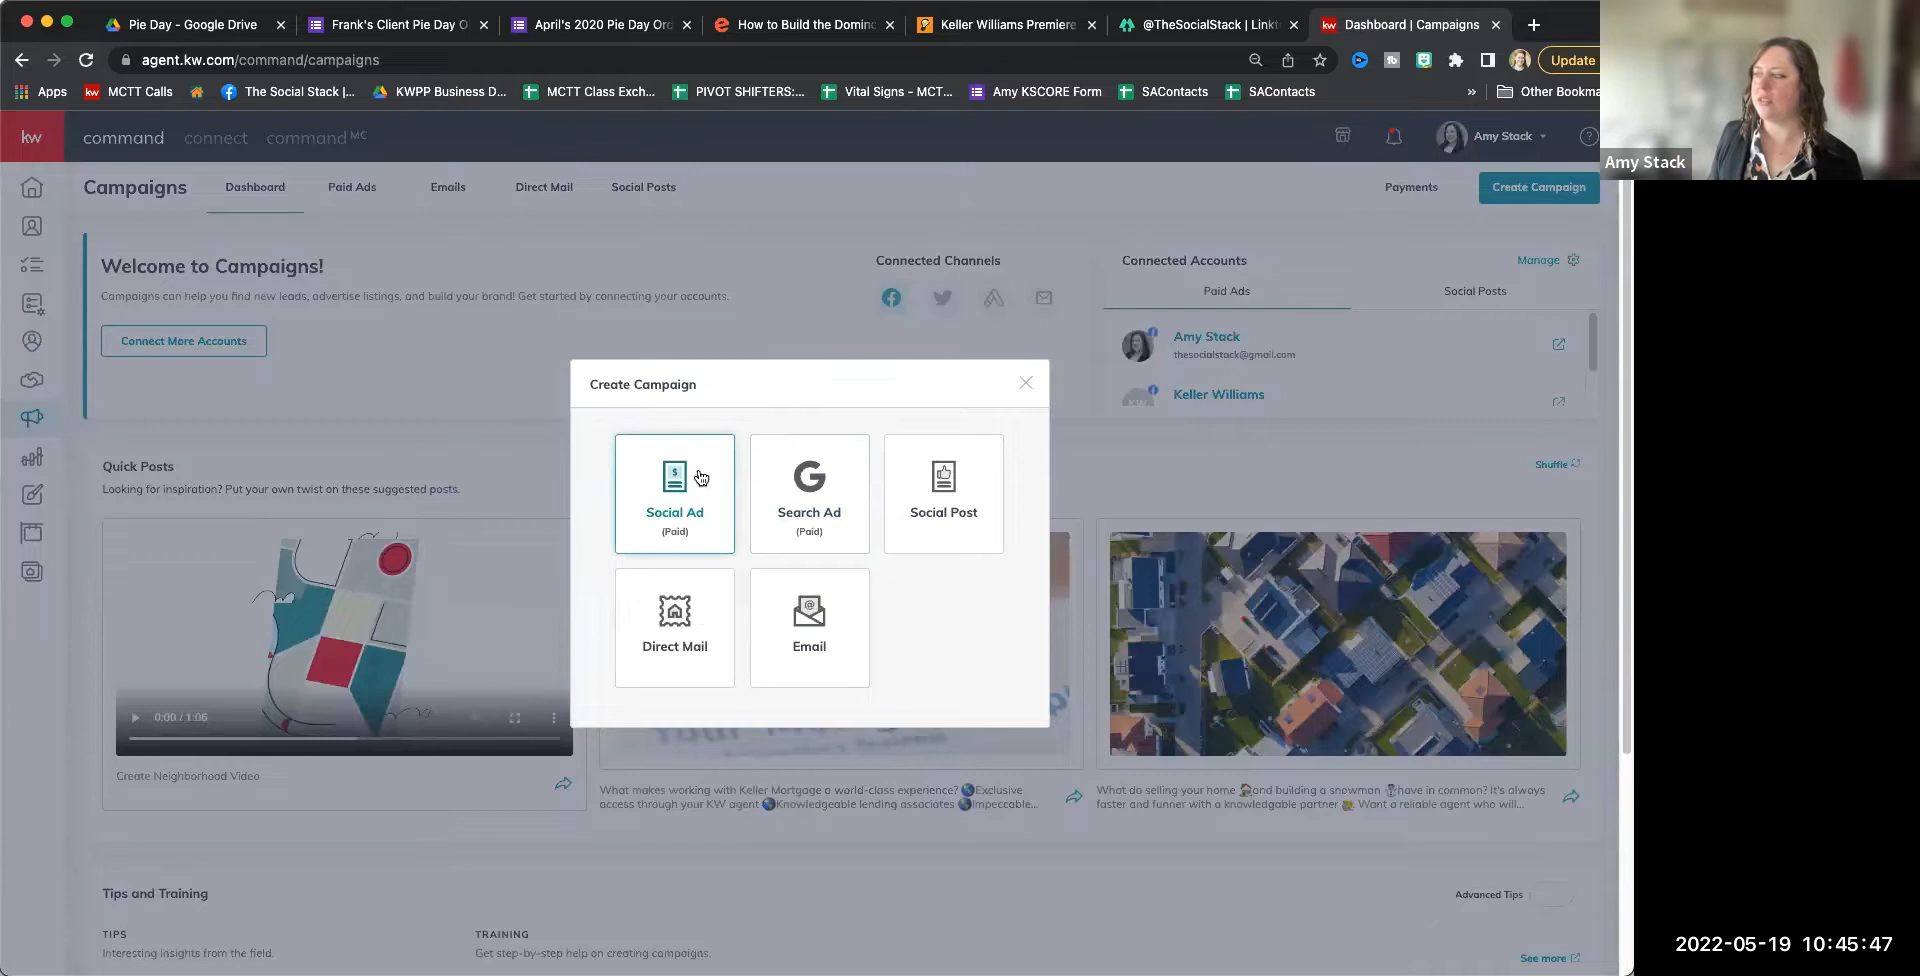 Pie Day - Google Drive
Frank's Client Pie Day O
April's 2020 Pie Day Ord
How to Build the Domino
Keller Williams Premiere
@TheSocialStack | Linkt
Dashboard | Campaigns
agent.kw.com/command/campaigns
Update
Apps
MCTT Calls
The Social Stack |...
KWPP Business D...
MCTT Class Exch...
PIVOT SHIFTERS:...
Vital Signs - MCT...
Amy KSCORE Form
SAContacts
SAContacts
»
Other Bookma
kw
command
connect
command MC
Amy Stack
Amy Stack
Campaigns
Dashboard
Paid Ads
Emails
Direct Mail
Social Posts
Payments
Create Campaign
Welcome to Campaigns!
Campaigns can help you find new leads, advertise listings, and build your brand! Get started by connecting your accounts.
Connect More Accounts
Connected Channels
Connected Accounts
Manage
Paid Ads
Social Posts
Amy Stack
thesocialstack@gmail.com
Keller Williams
Create Campaign
Social Ad
(Paid)
Search Ad
(Paid)
Social Post
Direct Mail
Email
Quick Posts
Looking for inspiration? Put your own twist on these suggested posts.
Shuffle
0:00 / 1:06
Create Neighborhood Video
What makes working with Keller Mortgage a world-class experience? 🌎Exclusive
access through your KW agent 🌎Knowledgeable lending associates 🌎Impeccable...
What do selling your home 🏠and building a snowman ⛄have in common? It's always
faster and funner with a knowledgable partner 🏡. Want a reliable agent who will...
Tips and Training
Advanced Tips
TIPS
Interesting insights from the field.
TRAINING
Get step-by-step help on creating campaigns.
See more
2022-05-19 10:45:47